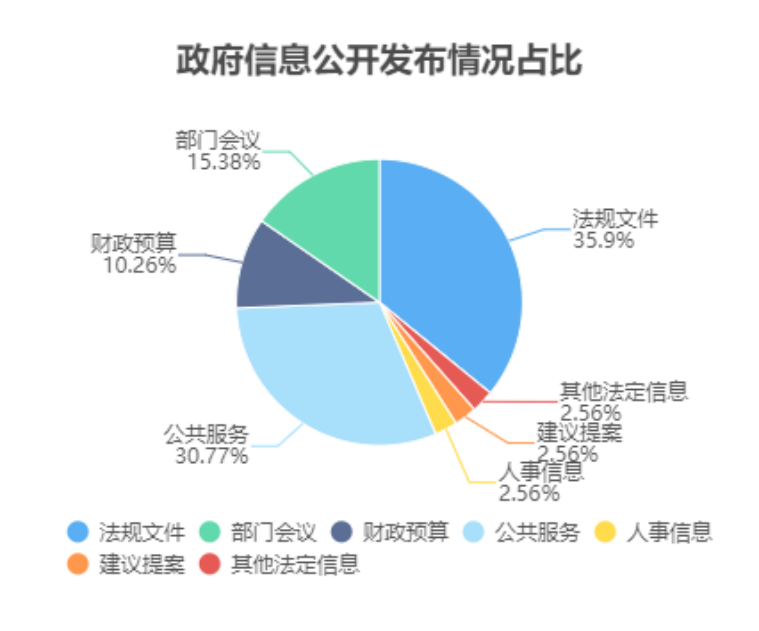 政府信息公开发布情况占比
部门会议
15.38%
法规文件
35.9%
财政预算
10.26%
其他法定信息
2.56%
建议提案
2.56%
公共服务
30.77%
人事信息
2.56%
法规文件 部门会议 财政预算 公共服务 人事信息
建议提案 其他法定信息